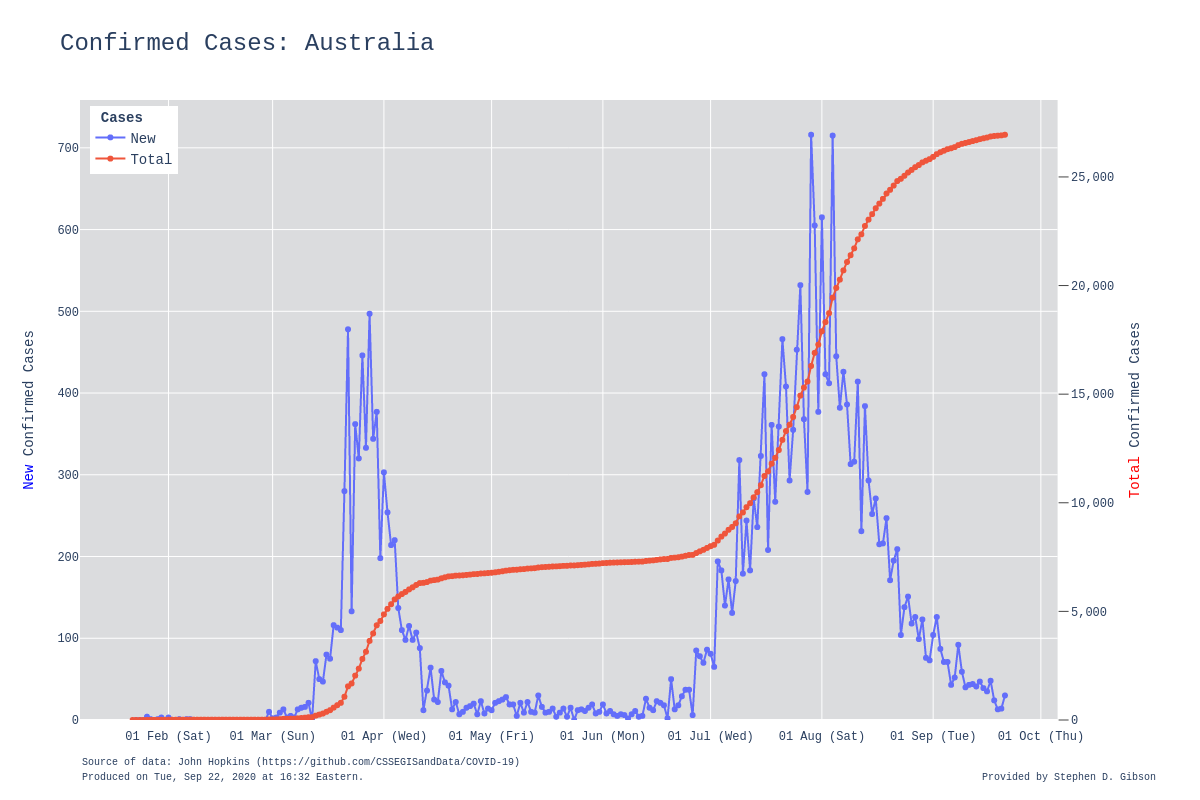 Confirmed Cases: Australia
Cases
New
Total
700
600
500
400
300
200
100
0
25,000
20,000
15,000
10,000
5,000
0
New Confirmed Cases
Total Confirmed Cases
01 Feb (Sat) 01 Mar (Sun) 01 Apr (Wed) 01 May (Fri) 01 Jun (Mon) 01 Jul (Wed) 01 Aug (Sat) 01 Sep (Tue) 01 Oct (Thu)
Source of data: John Hopkins (https://github.com/CSSEGISandData/COVID-19)
Produced on Tue, Sep 22, 2020 at 16:32 Eastern.
Provided by Stephen D. Gibson